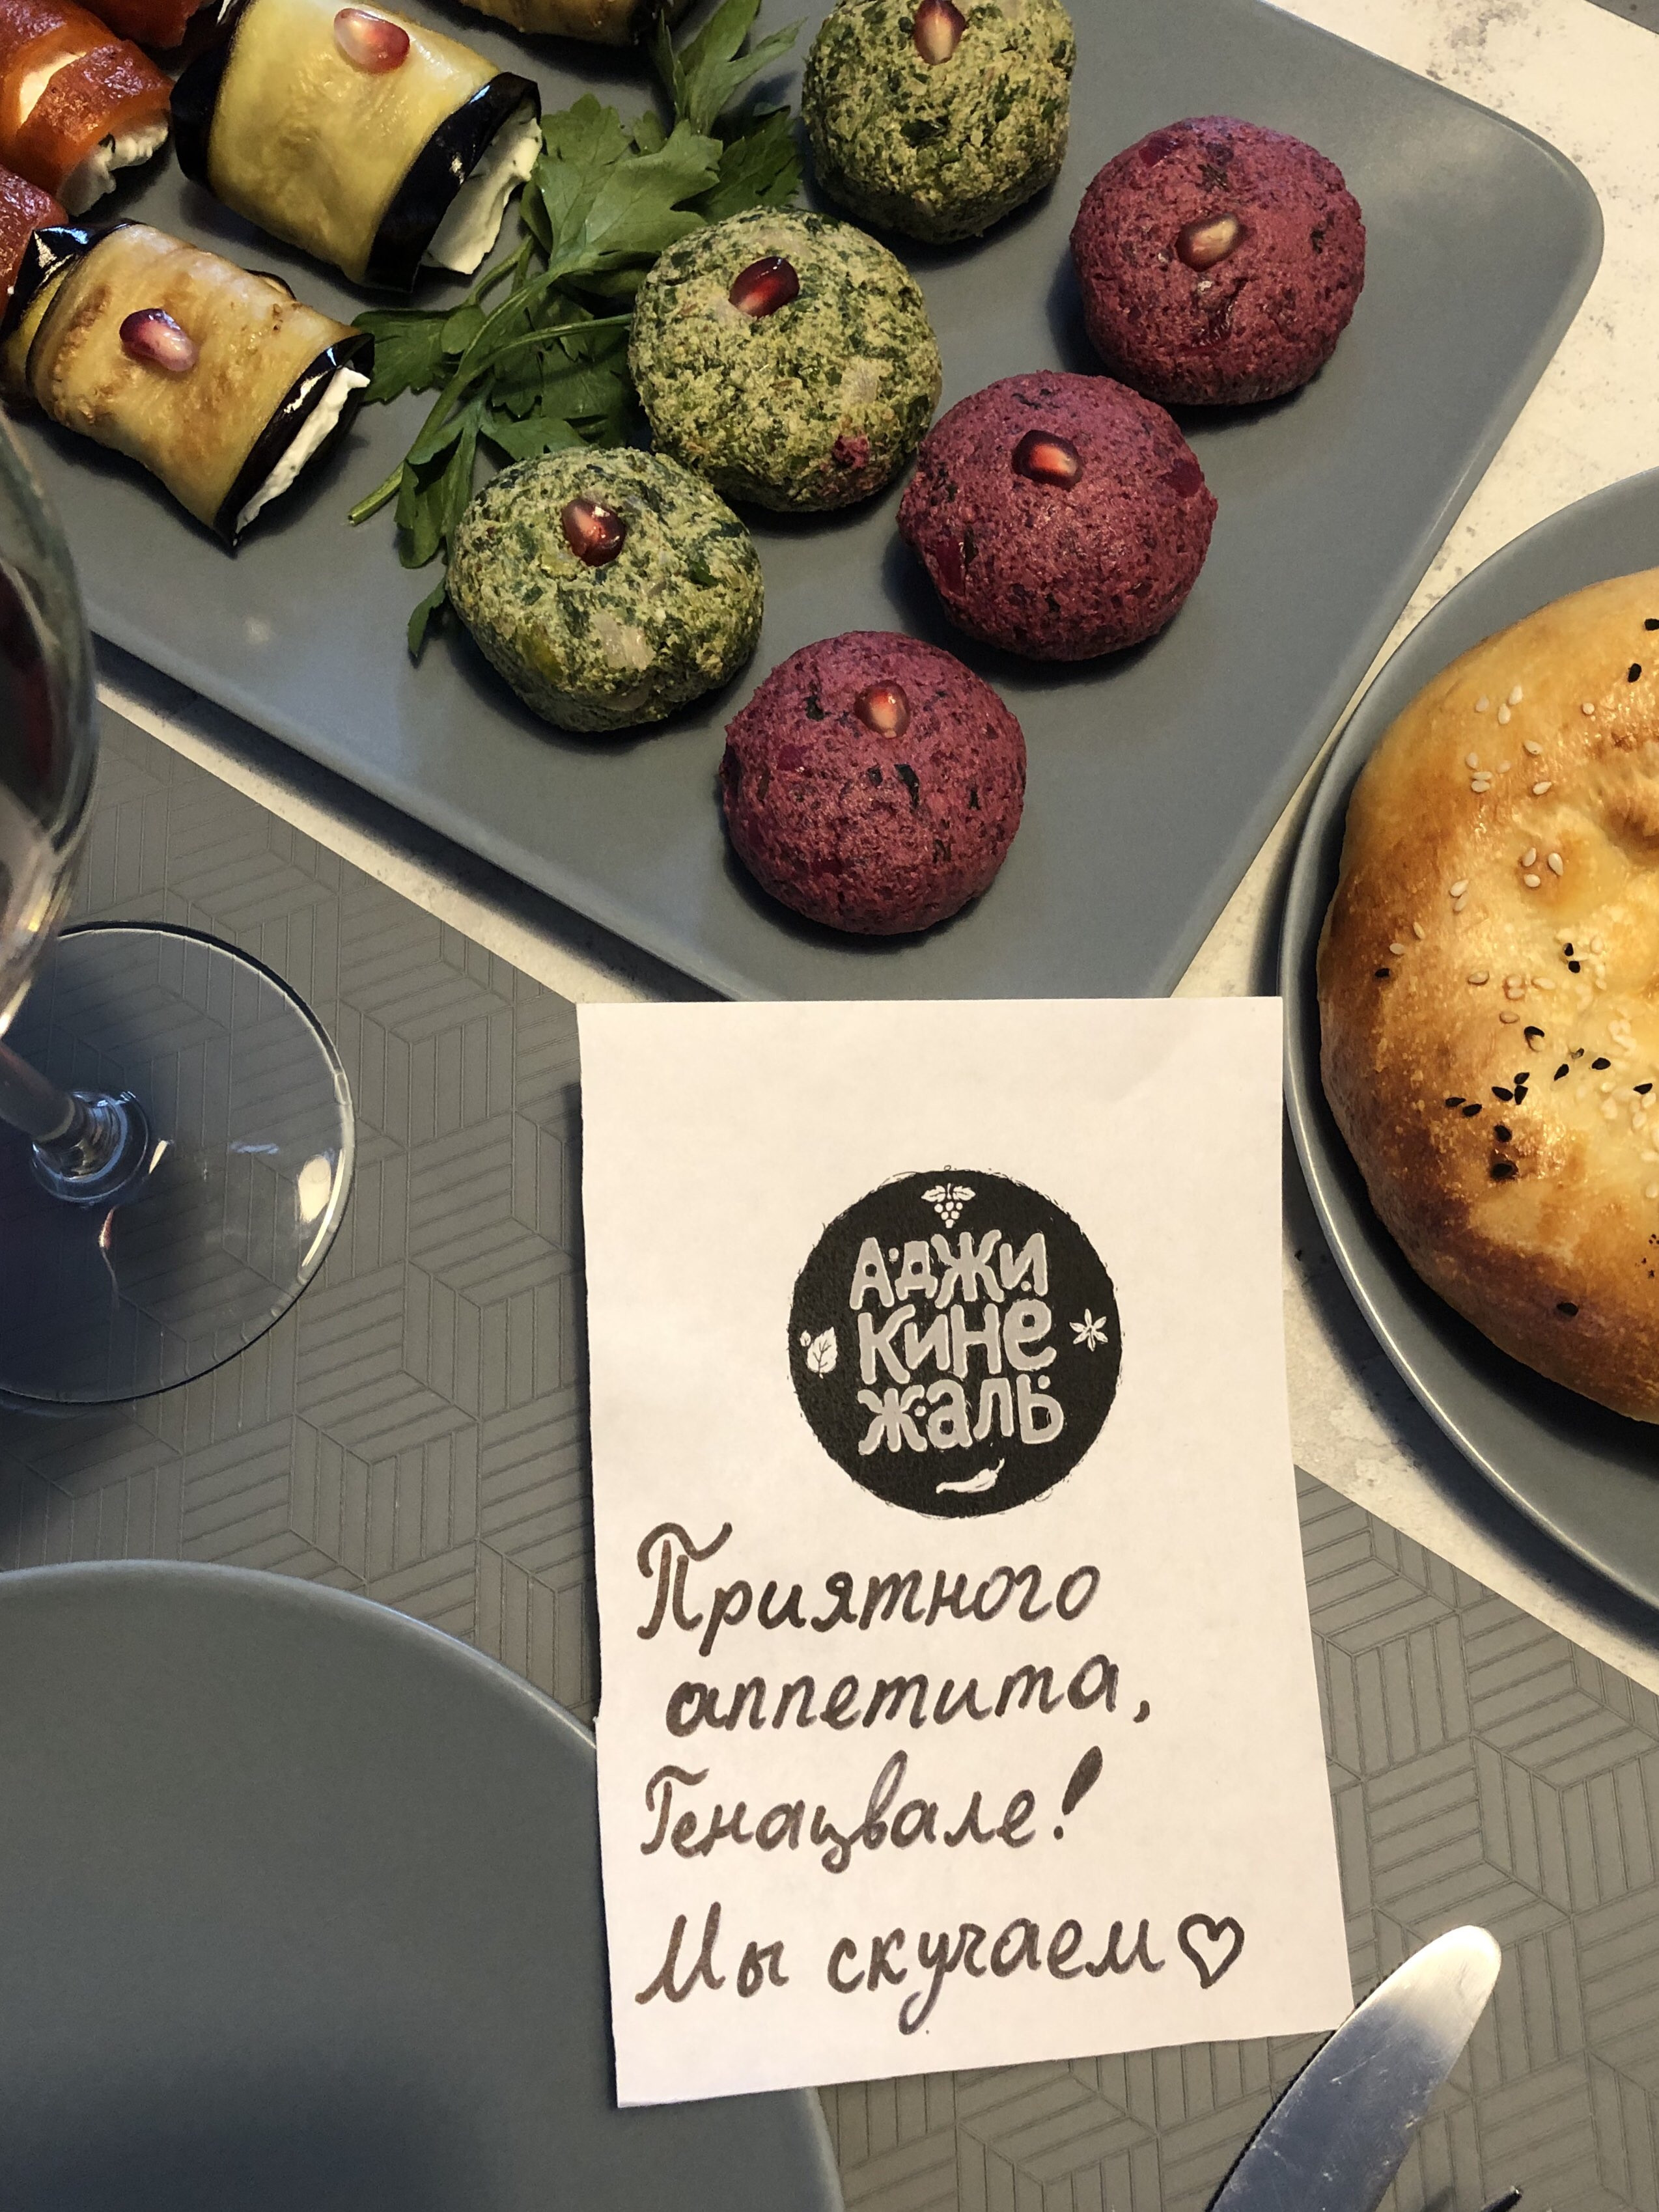 Аджи
кине
жаль
Приятного
аппетита,
Генацвале!
Мы скучаем♡